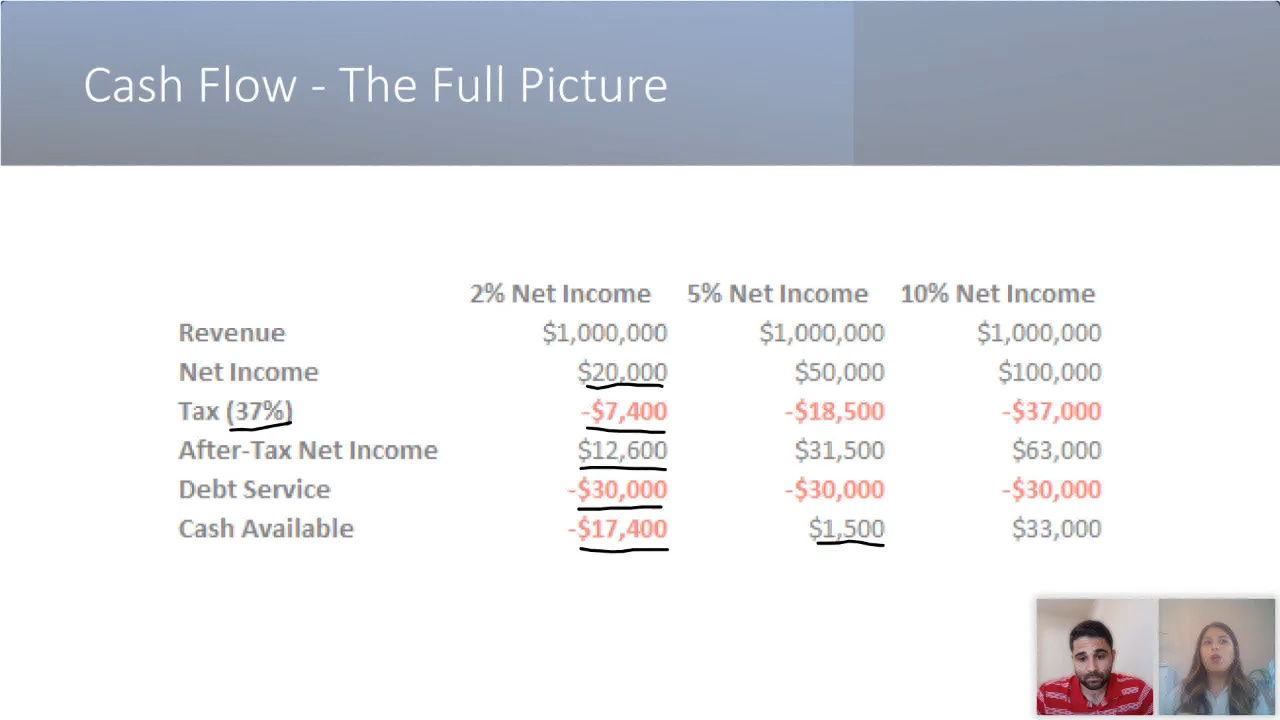 Cash Flow - The Full Picture
2% Net Income 5% Net Income 10% Net Income
Revenue $1,000,000 $1,000,000 $1,000,000
Net Income $20,000 $50,000 $100,000
Tax (37%) -$7,400 -$18,500 -$37,000
After-Tax Net Income $12,600 $31,500 $63,000
Debt Service -$30,000 -$30,000 -$30,000
Cash Available -$17,400 $1,500 $33,000